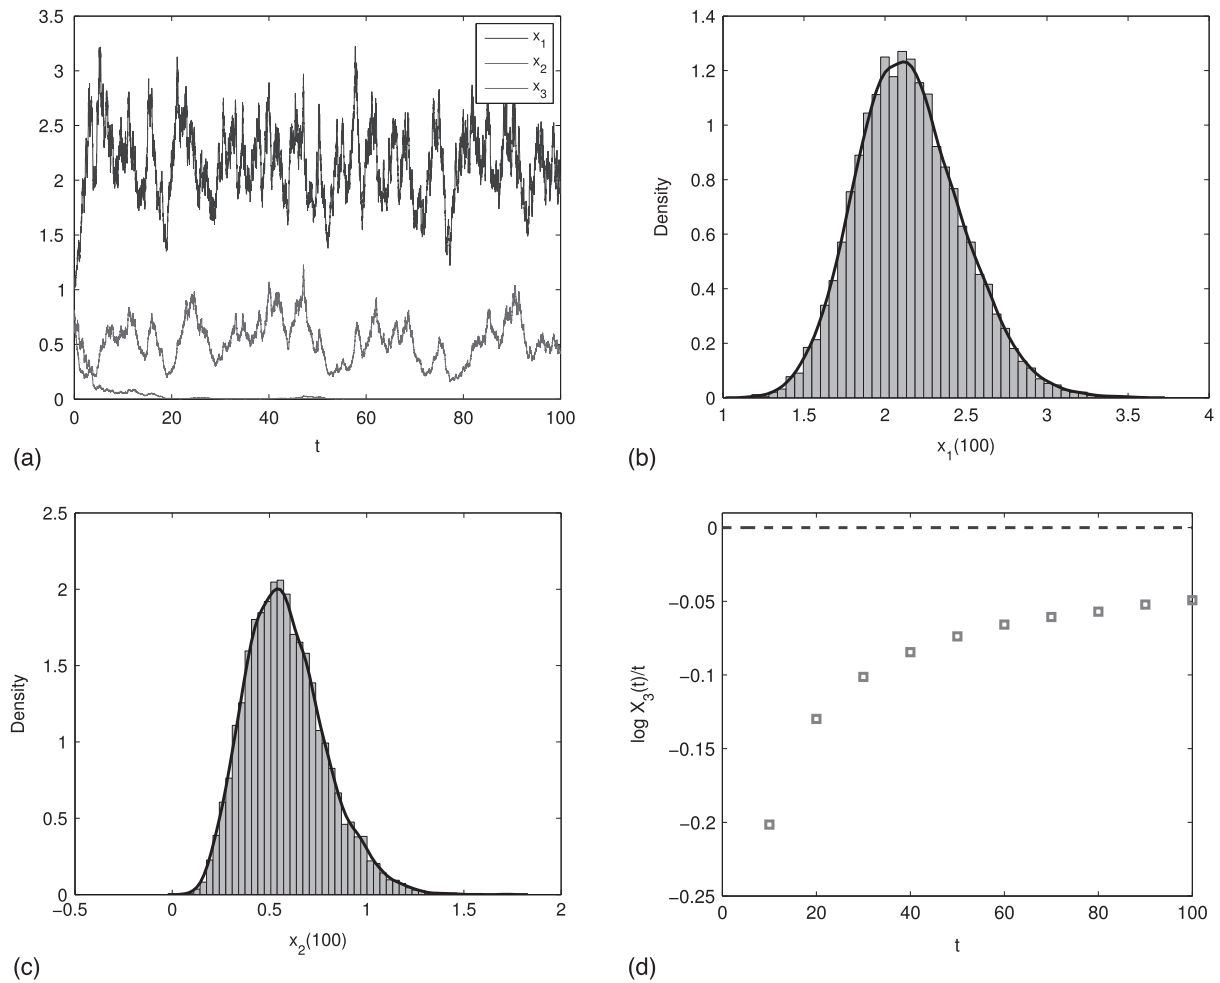 3.5
3
2.5
2
1.5
1
0.5
0
0 20 40 60 80 100
t
x1
x2
x3
(a)
1.4
1.2
1
0.8
0.6
0.4
0.2
0
1 1.5 2 2.5 3 3.5 4
Density
x1(100)
(b)
2.5
2
1.5
1
0.5
0
−0.5 0 0.5 1 1.5 2
Density
x2(100)
(c)
0
−0.05
−0.1
−0.15
−0.2
−0.25
0 20 40 60 80 100
log X3(t)/t
t
(d)